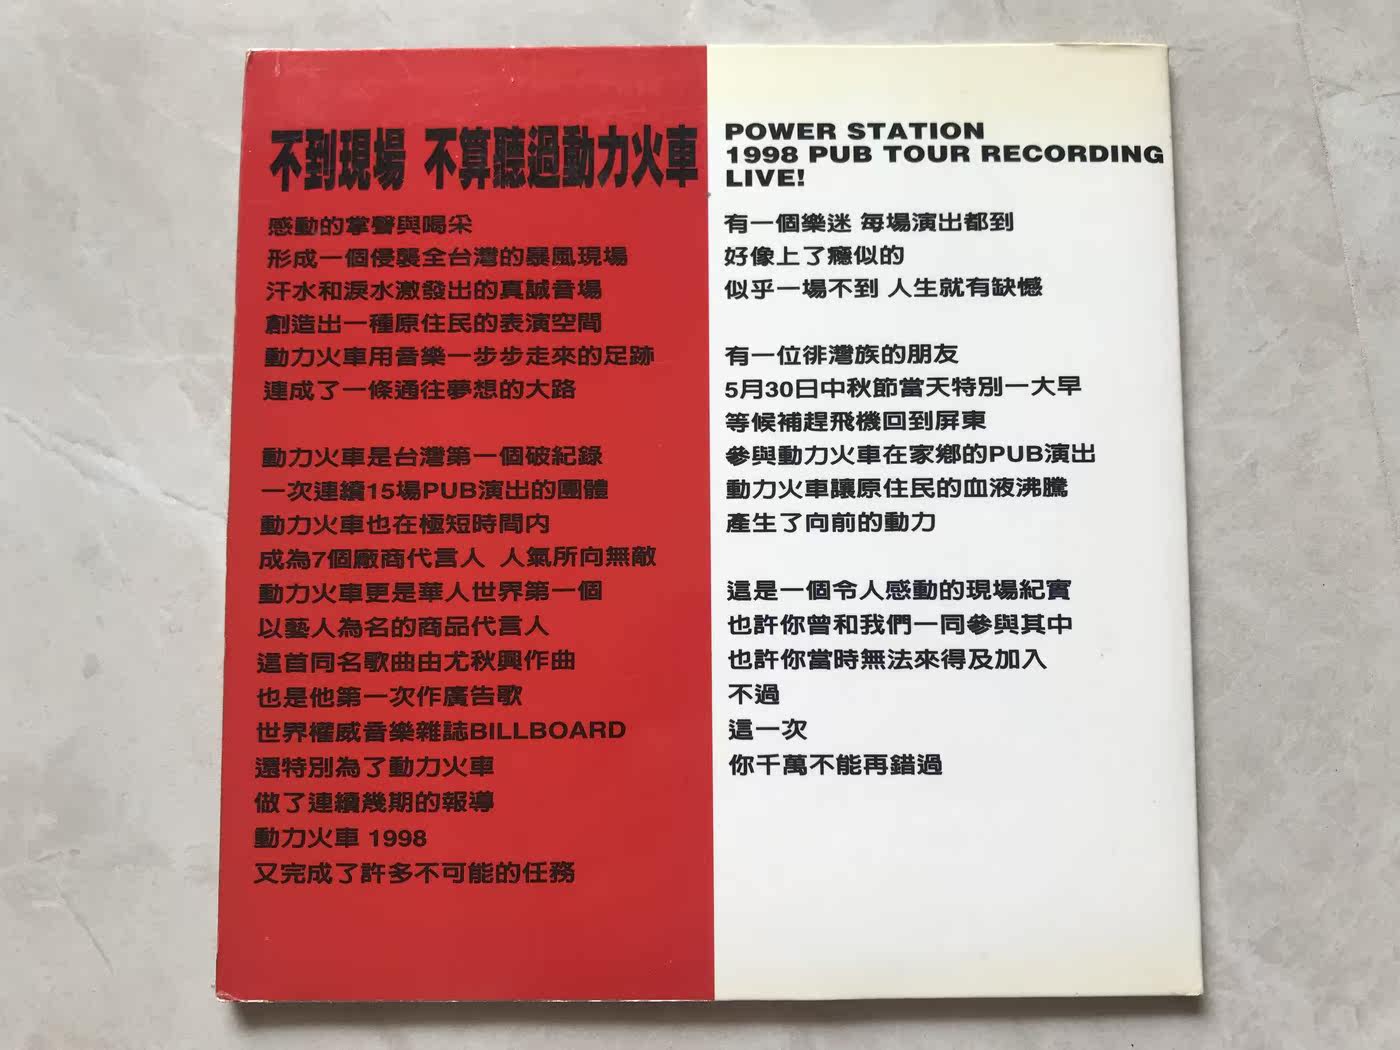 不到現場 不算聽過動力火車
感動的掌聲與喝采
形成一個侵襲全台灣的暴風現場
汗水和淚水激發出的真誠音場
創造出一種原住民的表演空間
動力火車用音樂一步步走來的足跡
連成了一條通往夢想的大路
動力火車是台灣第一個破紀錄
一次連續15場PUB演出的團體
動力火車也在極短時間内
成為7個廠商代言人 人氣所向無敵
動力火車更是華人世界第一個
以藝人為名的商品代言人
這首同名歌曲由尤秋興作曲
也是他第一次作廣告歌
世界權威音樂雜誌BILLBOARD
還特別為了動力火車
做了連續幾期的報導
動力火車 1998
又完成了許多不可能的任務
POWER STATION
1998 PUB TOUR RECORDING
LIVE!
有一個樂迷 每場演出都到
好像上了癮似的
似乎一場不到 人生就有缺憾
有一位徘灣族的朋友
5月30日中秋節當天特別一大早
等候補趕飛機回到屏東
參與動力火車在家鄉的PUB演出
動力火車讓原住民的血液沸騰
產生了向前的動力
這是一個令人感動的現場紀實
也許你曾和我們一同參與其中
也許你當時無法來得及加入
不過
這一次
你千萬不能再錯過